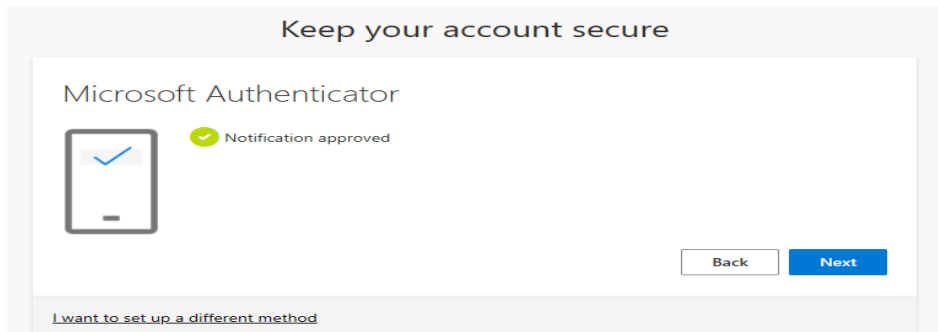 Keep your account secure
Microsoft Authenticator
Notification approved
Back Next
I want to set up a different method